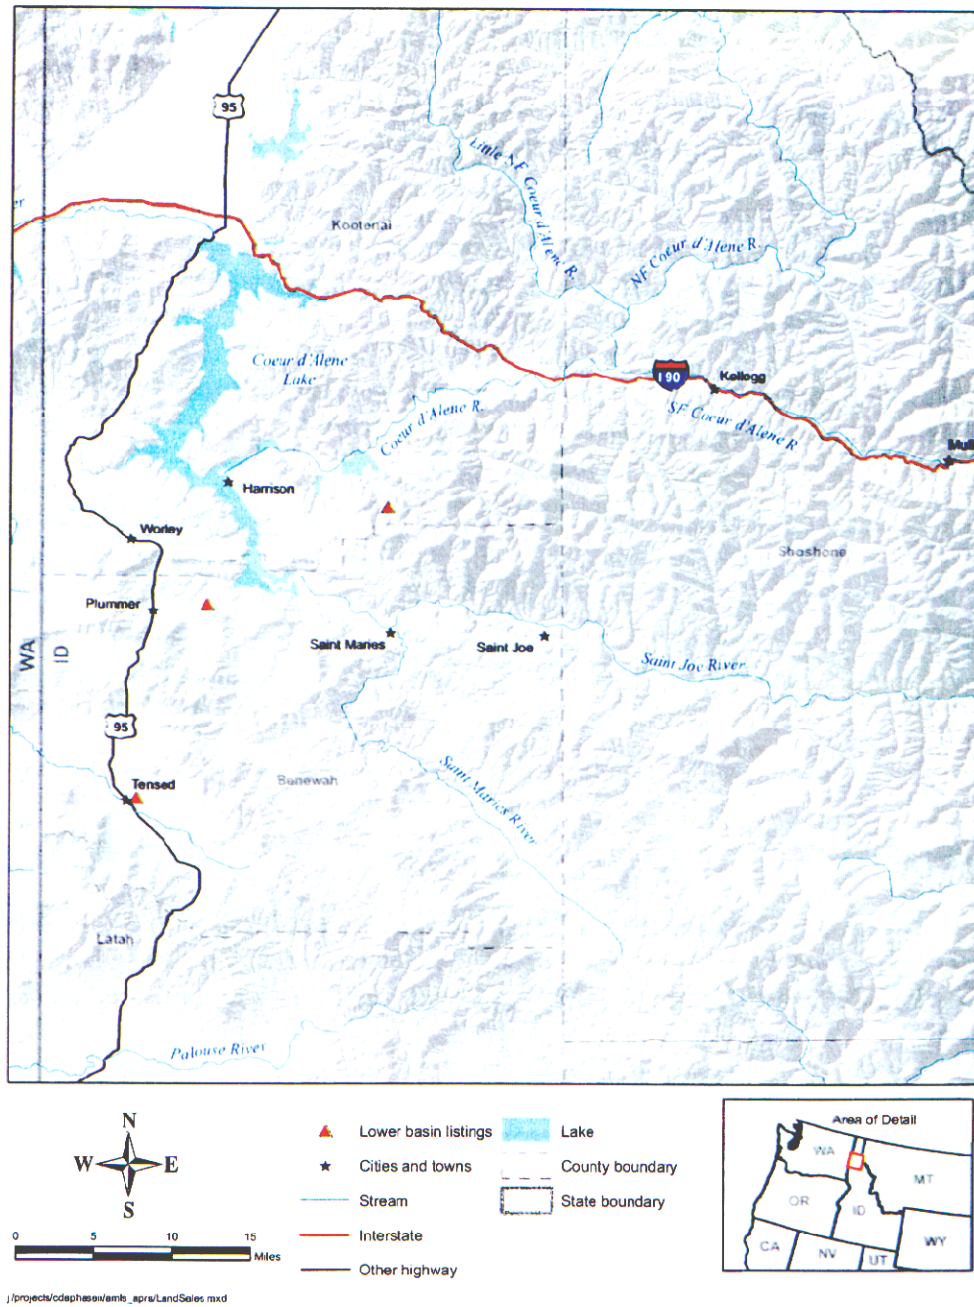 95
er
Kootenai
Little NF Coeur d'Alene R.
NF Coeur d'Alene R.
Coeur d'Alene
Lake
I 90
Kellogg
Coeur d'Alene R.
SF Coeur d'Alene R
Mull
Harrison
Worley
Shoshone
Plummer
Saint Maries
Saint Joe
WA
ID
Saint Joe River
95
Tensed
Benewah
Saint Maries River
Latah
Palouse River
N
W E
S
0 5 10 15
Miles
Lower basin listings
Cities and towns
Stream
Interstate
Other highway
Lake
County boundary
State boundary
Area of Detail
WA
MT
OR
ID
WY
CA
NV
UT